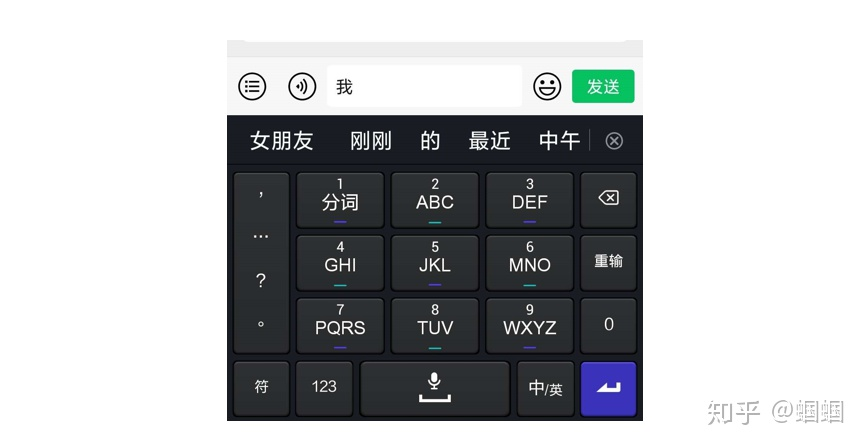 我
发送
女朋友 刚刚 的 最近 中午
，
1
分词
2
ABC
3
DEF
…
4
GHI
5
JKL
6
MNO
重输
？
7
PQRS
8
TUV
9
WXYZ
0
。
符
123
中/英
知乎 @蝈蝈